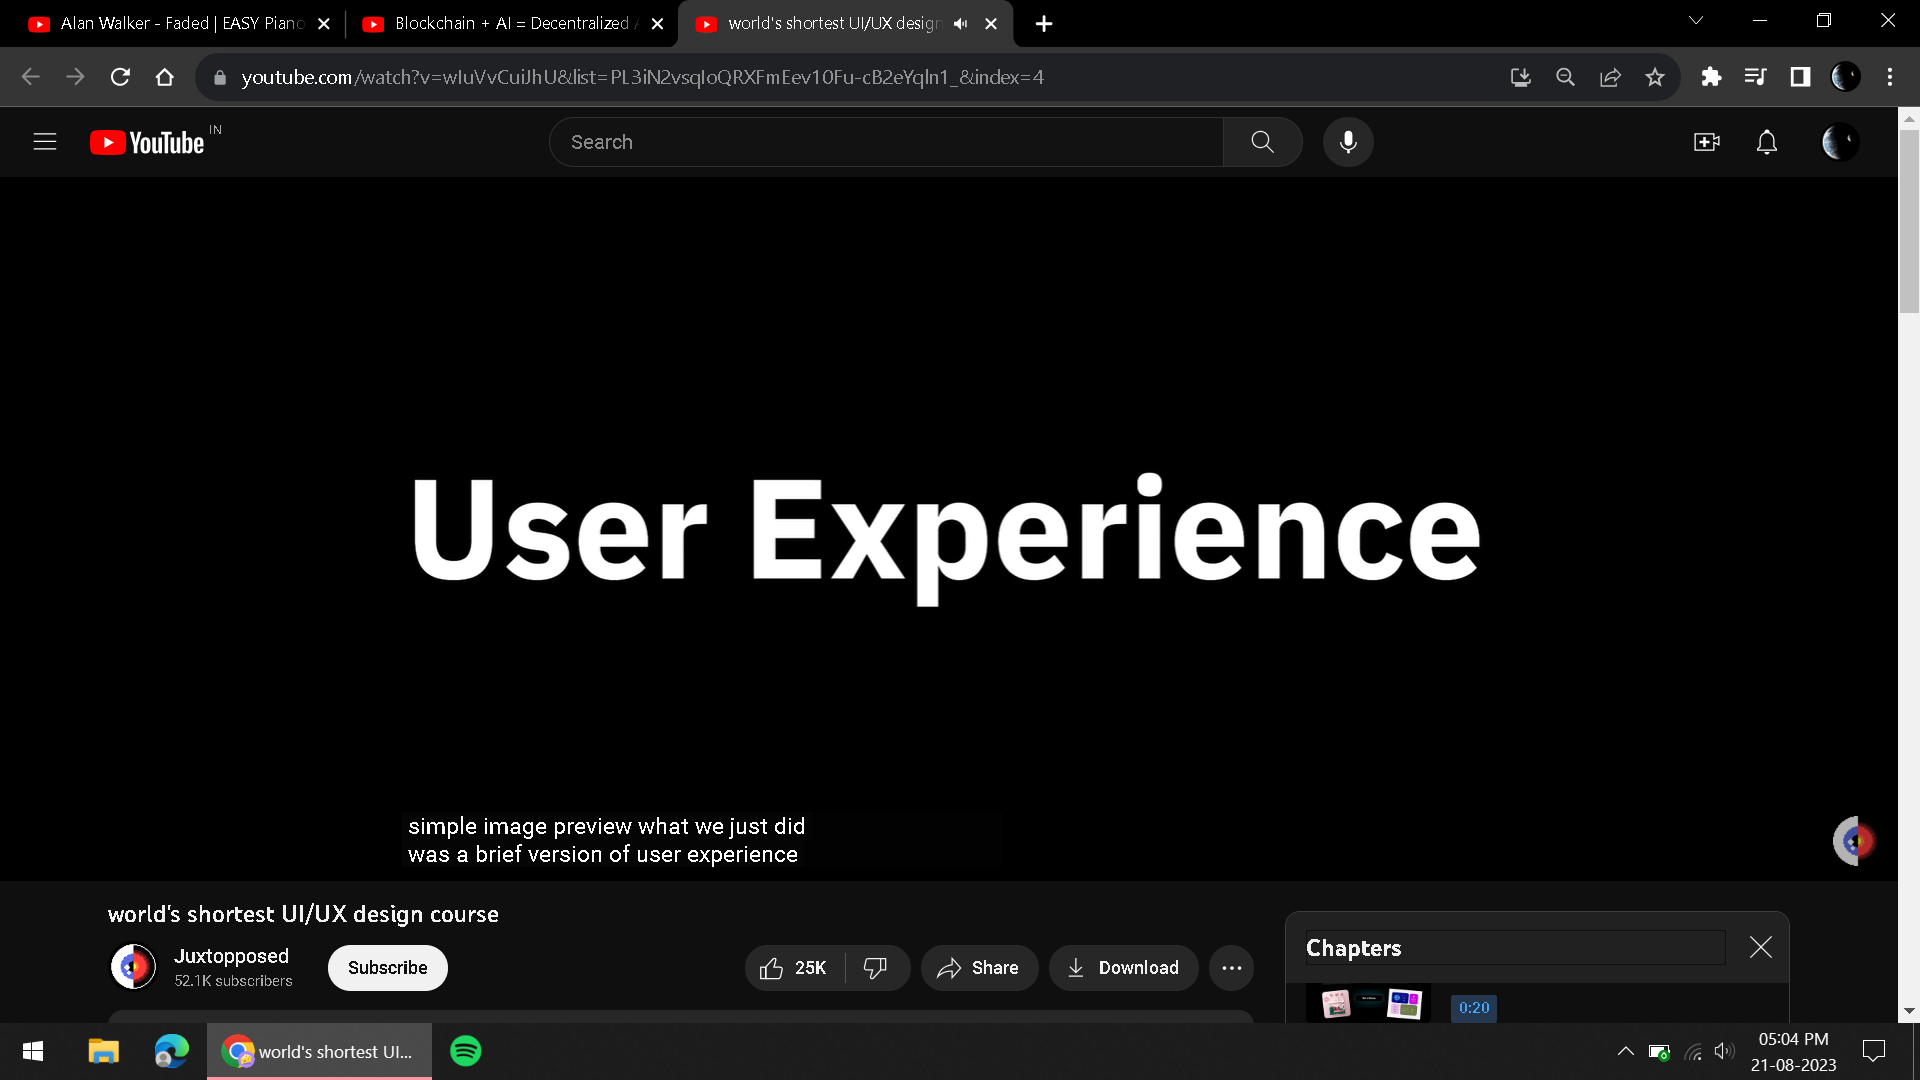 Alan Walker - Faded | EASY Piano
Blockchain + AI = Decentralized
world's shortest UI/UX design
youtube.com/watch?v=wIuVvCuiJhU&list=PL3iN2vsqIoQRXFmEev10Fu-cB2eYqln1_&index=4
YouTube IN
Search
User Experience
simple image preview what we just did
was a brief version of user experience
world's shortest UI/UX design course
Juxtopposed
52.1K subscribers
Subscribe
25K
Share
Download
Chapters
0:20
world's shortest UI...
05:04 PM
21-08-2023